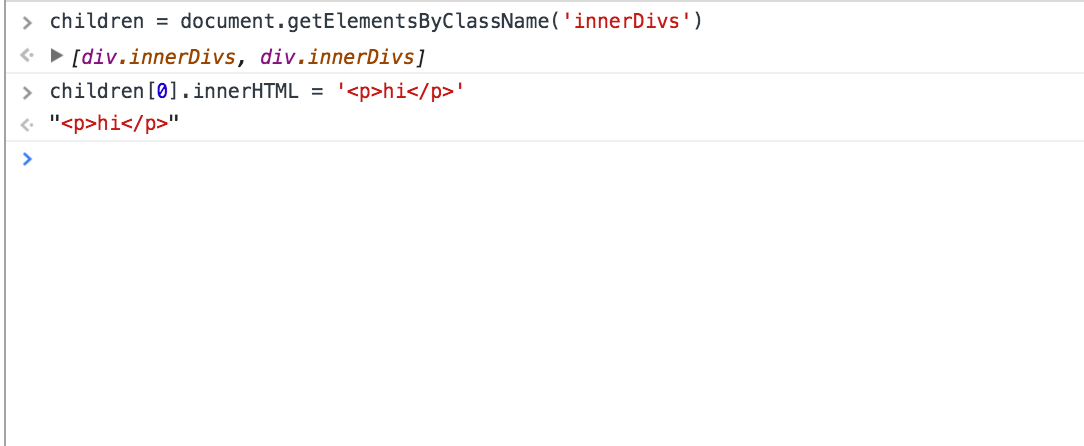 children = document.getElementsByClassName('innerDivs')
[div.innerDivs, div.innerDivs]
children[0].innerHTML = '<p>hi</p>'
"<p>hi</p>"